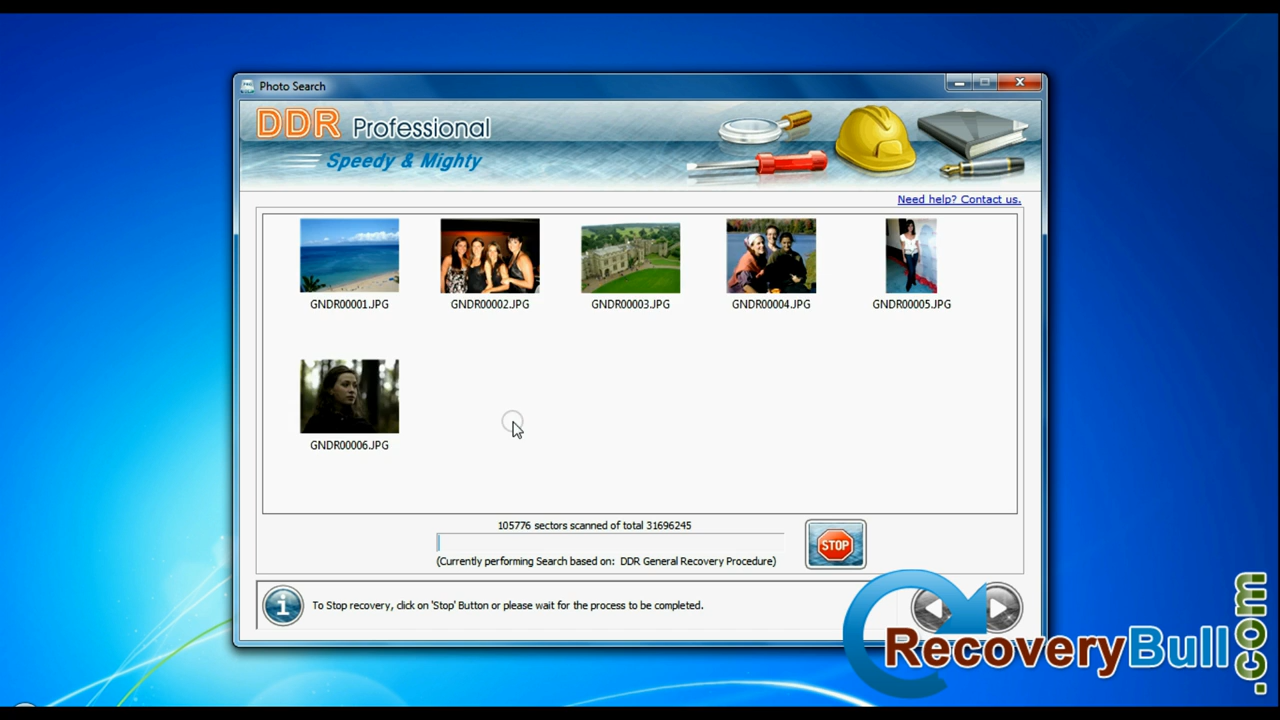 Photo Search
DDR Professional
Speedy & Mighty
Need help? Contact us.
GNDR00001.JPG
GNDR00002.JPG
GNDR00003.JPG
GNDR00004.JPG
GNDR00005.JPG
GNDR00006.JPG
105776 sectors scanned of total 31696245
STOP
(Currently performing Search based on: DDR General Recovery Procedure)
To Stop recovery, click on 'Stop' Button or please wait for the process to be completed.
RecoveryBull.com